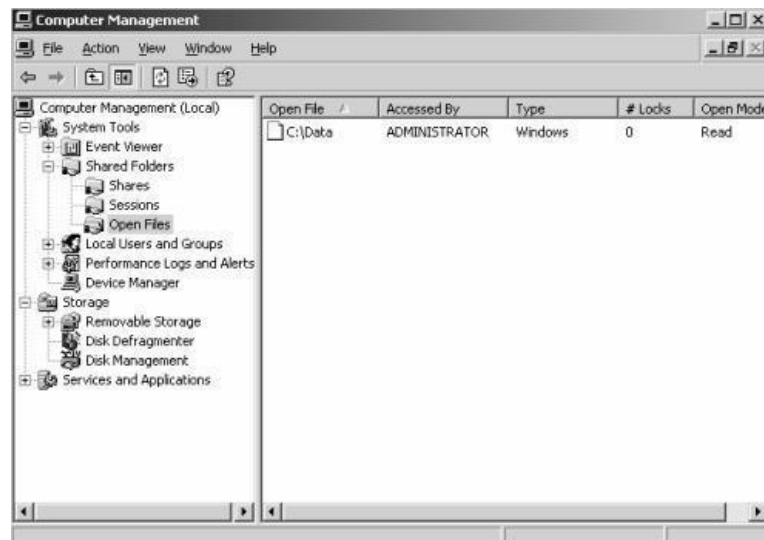 Computer Management
File Action View Window Help
Computer Management (Local)
System Tools
Event Viewer
Shared Folders
Shares
Sessions
Open Files
Local Users and Groups
Performance Logs and Alerts
Device Manager
Storage
Removable Storage
Disk Defragmenter
Disk Management
Services and Applications
Open File Accessed By Type # Locks Open Mode
C:\Data ADMINISTRATOR Windows 0 Read